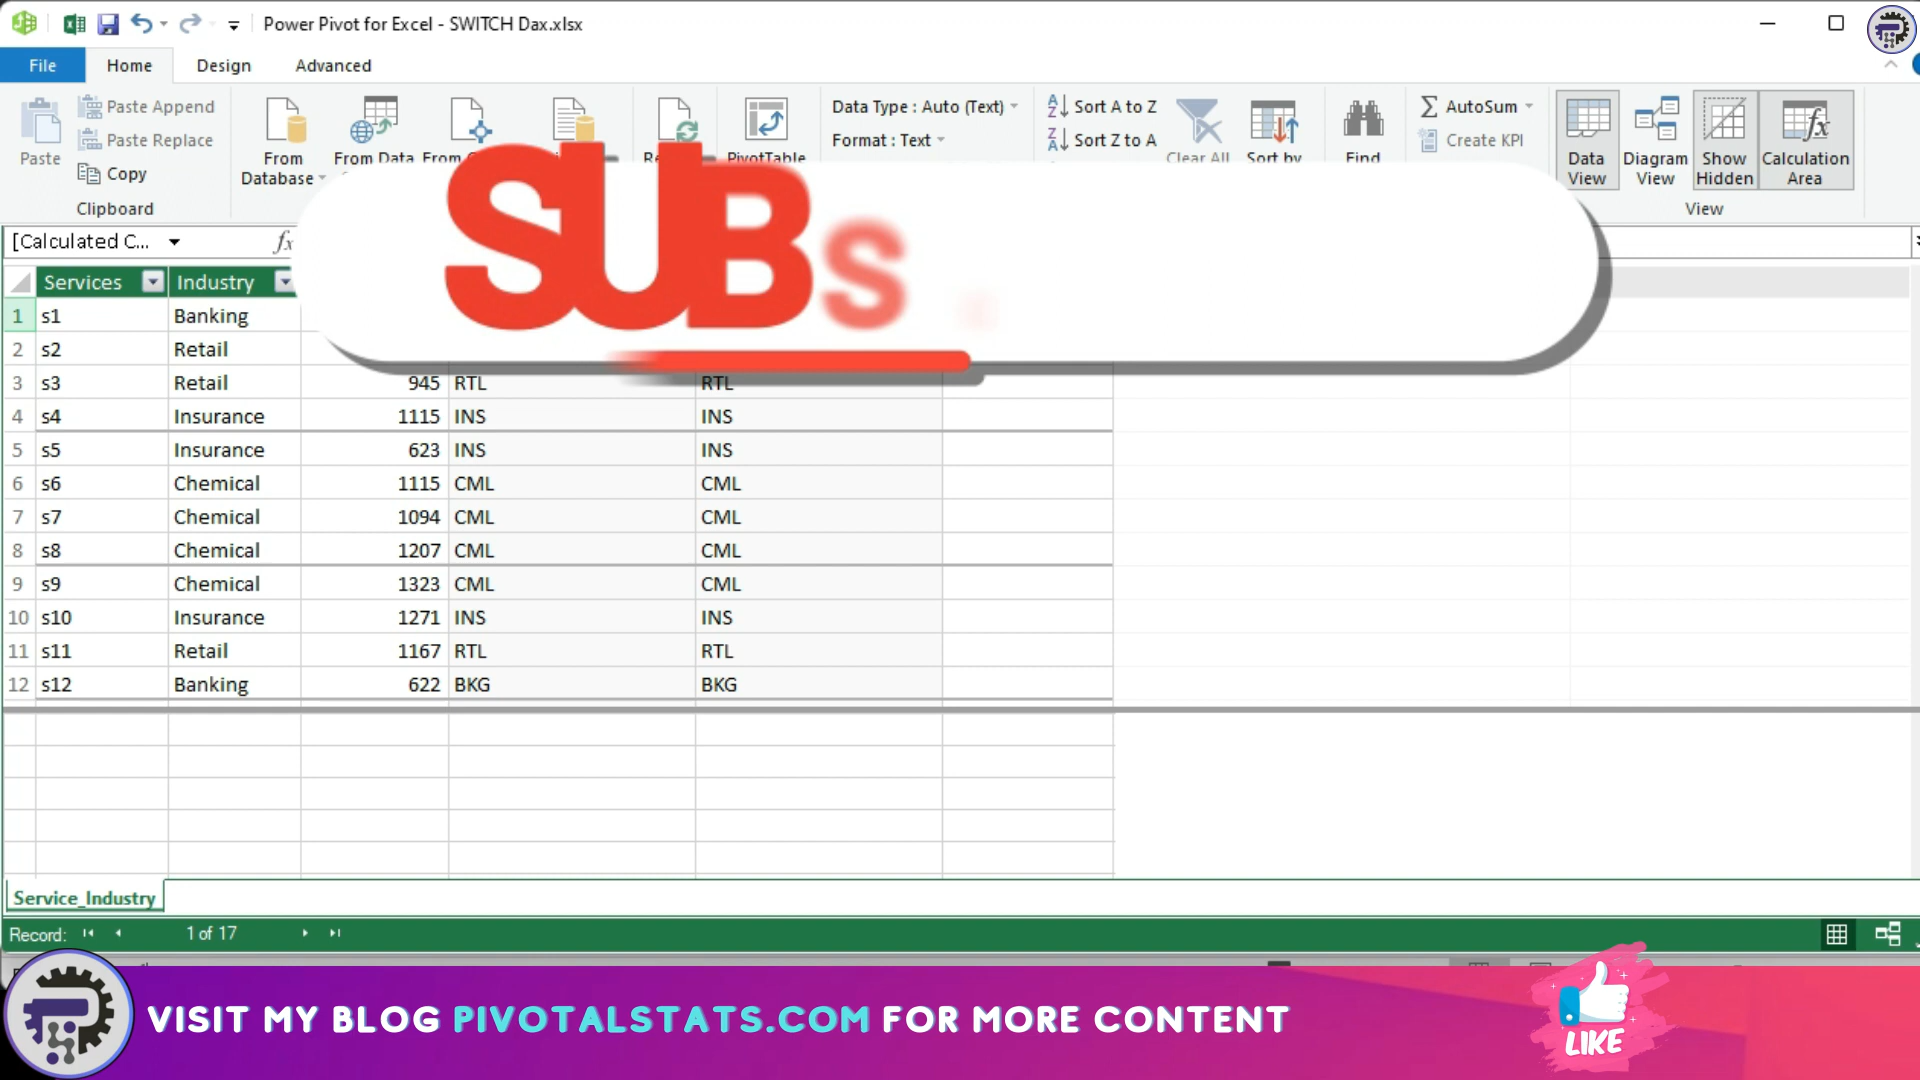 Power Pivot for Excel - SWITCH Dax.xlsx
File Home Design Advanced
Paste
Paste Append
Paste Replace
Copy
Clipboard
From Database
From Data
From
PivotTable
Data Type : Auto (Text)
Format : Text
Sort A to Z
Sort Z to A
Clear All
Sort by
Find
AutoSum
Create KPI
Data View
Diagram View
Show Hidden
Calculation Area
View
[Calculated C... fx
SUBS
Services Industry
1 s1 Banking
2 s2 Retail
3 s3 Retail 945 RTL RTL
4 s4 Insurance 1115 INS INS
5 s5 Insurance 623 INS INS
6 s6 Chemical 1115 CML CML
7 s7 Chemical 1094 CML CML
8 s8 Chemical 1207 CML CML
9 s9 Chemical 1323 CML CML
10 s10 Insurance 1271 INS INS
11 s11 Retail 1167 RTL RTL
12 s12 Banking 622 BKG BKG
Service_Industry
Record: 1 of 17
VISIT MY BLOG PIVOTALSTATS.COM FOR MORE CONTENT
LIKE